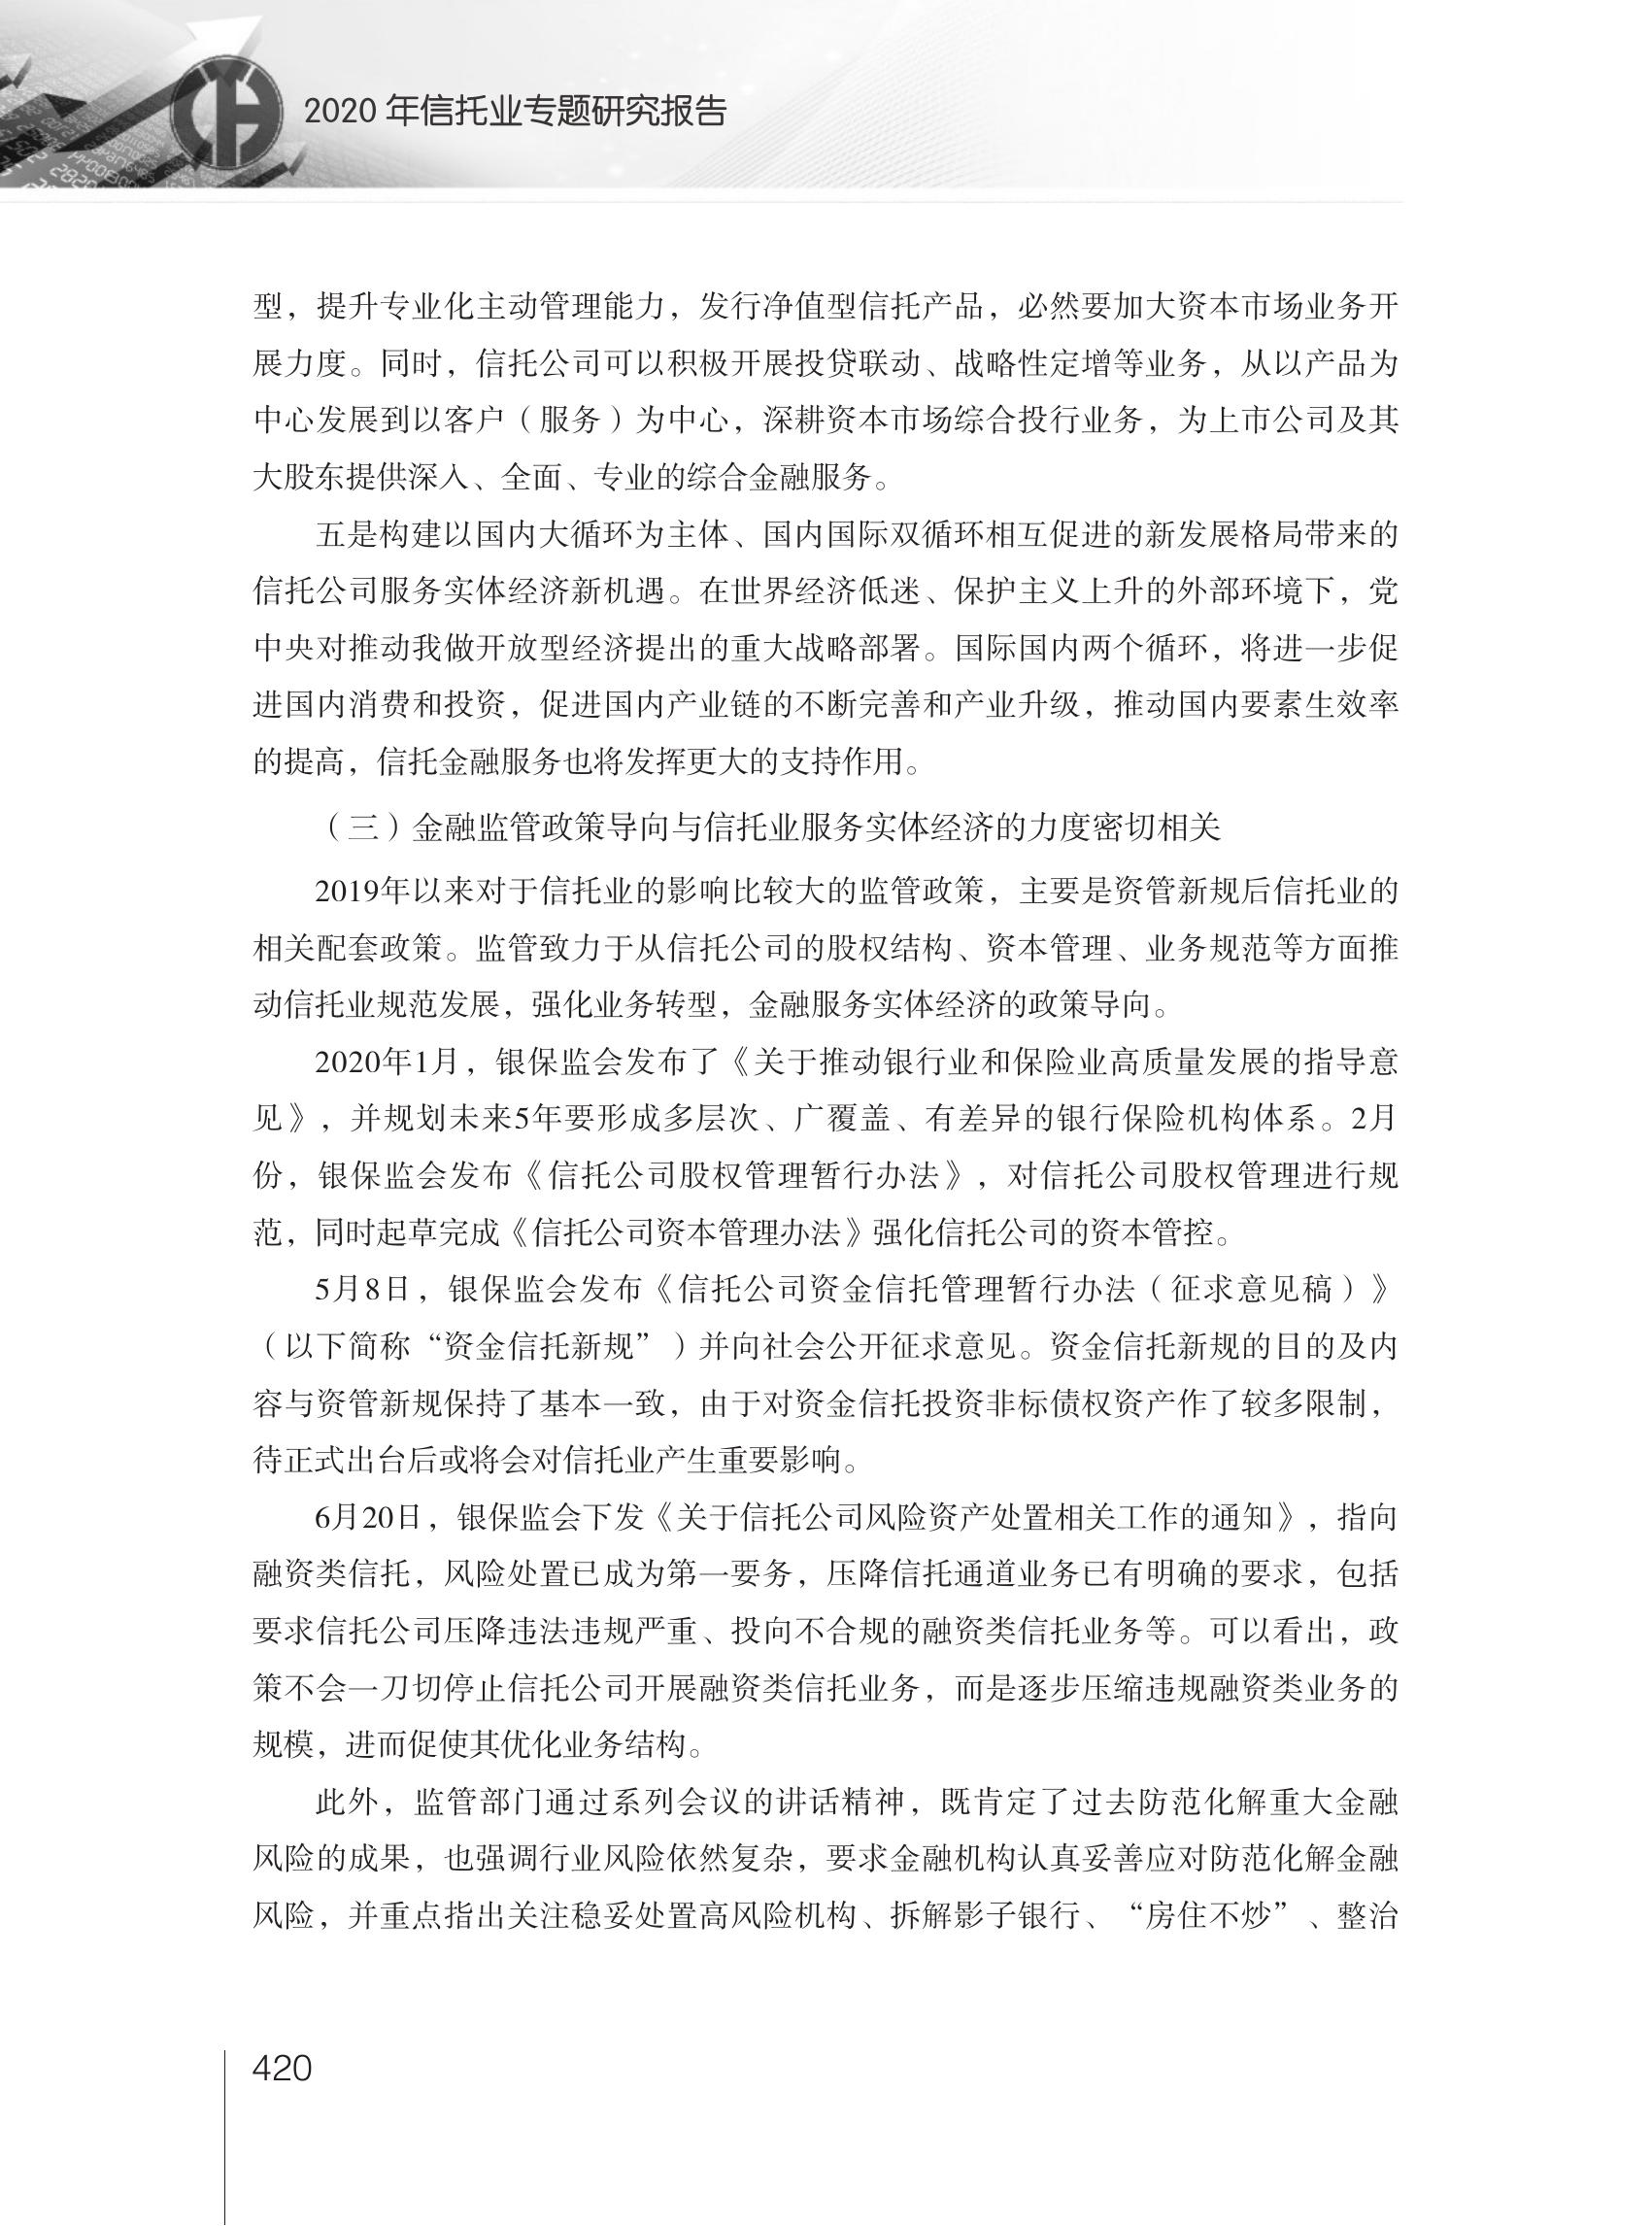 2020 年信托业专题研究报告
型，提升专业化主动管理能力，发行净值型信托产品，必然要加大资本市场业务开
展力度。同时，信托公司可以积极开展投贷联动、战略性定增等业务，从以产品为
中心发展到以客户（服务）为中心，深耕资本市场综合投行业务，为上市公司及其
大股东提供深入、全面、专业的综合金融服务。
五是构建以国内大循环为主体、国内国际双循环相互促进的新发展格局带来的
信托公司服务实体经济新机遇。在世界经济低迷、保护主义上升的外部环境下，党
中央对推动我做开放型经济提出的重大战略部署。国际国内两个循环，将进一步促
进国内消费和投资，促进国内产业链的不断完善和产业升级，推动国内要素生效率
的提高，信托金融服务也将发挥更大的支持作用。
（三）金融监管政策导向与信托业服务实体经济的力度密切相关
2019年以来对于信托业的影响比较大的监管政策，主要是资管新规后信托业的
相关配套政策。监管致力于从信托公司的股权结构、资本管理、业务规范等方面推
动信托业规范发展，强化业务转型，金融服务实体经济的政策导向。
2020年1月，银保监会发布了《关于推动银行业和保险业高质量发展的指导意
见》，并规划未来5年要形成多层次、广覆盖、有差异的银行保险机构体系。2月
份，银保监会发布《信托公司股权管理暂行办法》，对信托公司股权管理进行规
范，同时起草完成《信托公司资本管理办法》强化信托公司的资本管控。
5月8日，银保监会发布《信托公司资金信托管理暂行办法（征求意见稿）》
（以下简称“资金信托新规”）并向社会公开征求意见。资金信托新规的目的及内
容与资管新规保持了基本一致，由于对资金信托投资非标债权资产作了较多限制，
待正式出台后或将会对信托业产生重要影响。
6月20日，银保监会下发《关于信托公司风险资产处置相关工作的通知》，指向
融资类信托，风险处置已成为第一要务，压降信托通道业务已有明确的要求，包括
要求信托公司压降违法违规严重、投向不合规的融资类信托业务等。可以看出，政
策不会一刀切停止信托公司开展融资类信托业务，而是逐步压缩违规融资类业务的
规模，进而促使其优化业务结构。
此外，监管部门通过系列会议的讲话精神，既肯定了过去防范化解重大金融
风险的成果，也强调行业风险依然复杂，要求金融机构认真妥善应对防范化解金融
风险，并重点指出关注稳妥处置高风险机构、拆解影子银行、“房住不炒”、整治
420